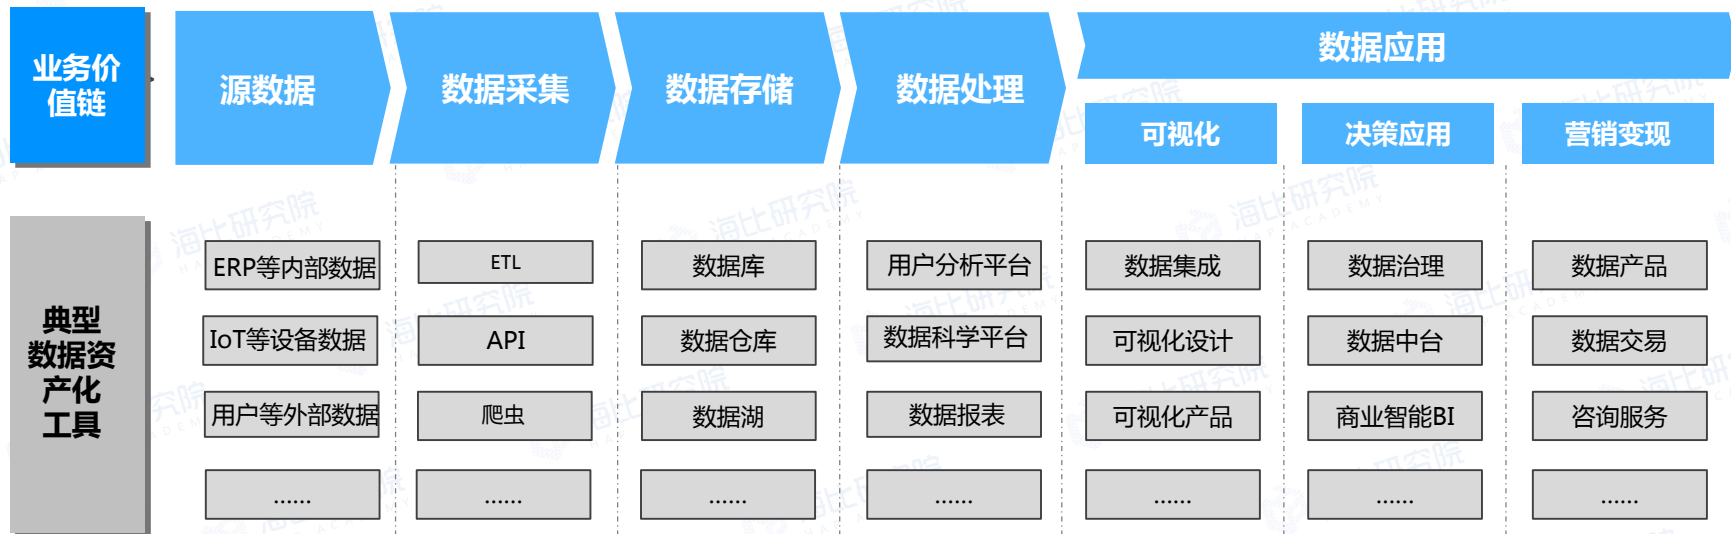 业务价
值链
源数据
数据采集
数据存储
数据处理
数据应用
可视化
决策应用
营销变现
典型
数据资
产化
工具
ERP等内部数据
ETL
数据库
用户分析平台
数据集成
数据治理
数据产品
IoT等设备数据
API
数据仓库
数据科学平台
可视化设计
数据中台
数据交易
用户等外部数据
爬虫
数据湖
数据报表
可视化产品
商业智能BI
咨询服务
......
......
......
......
......
......
......
海比研究院
HAP ACADEMY